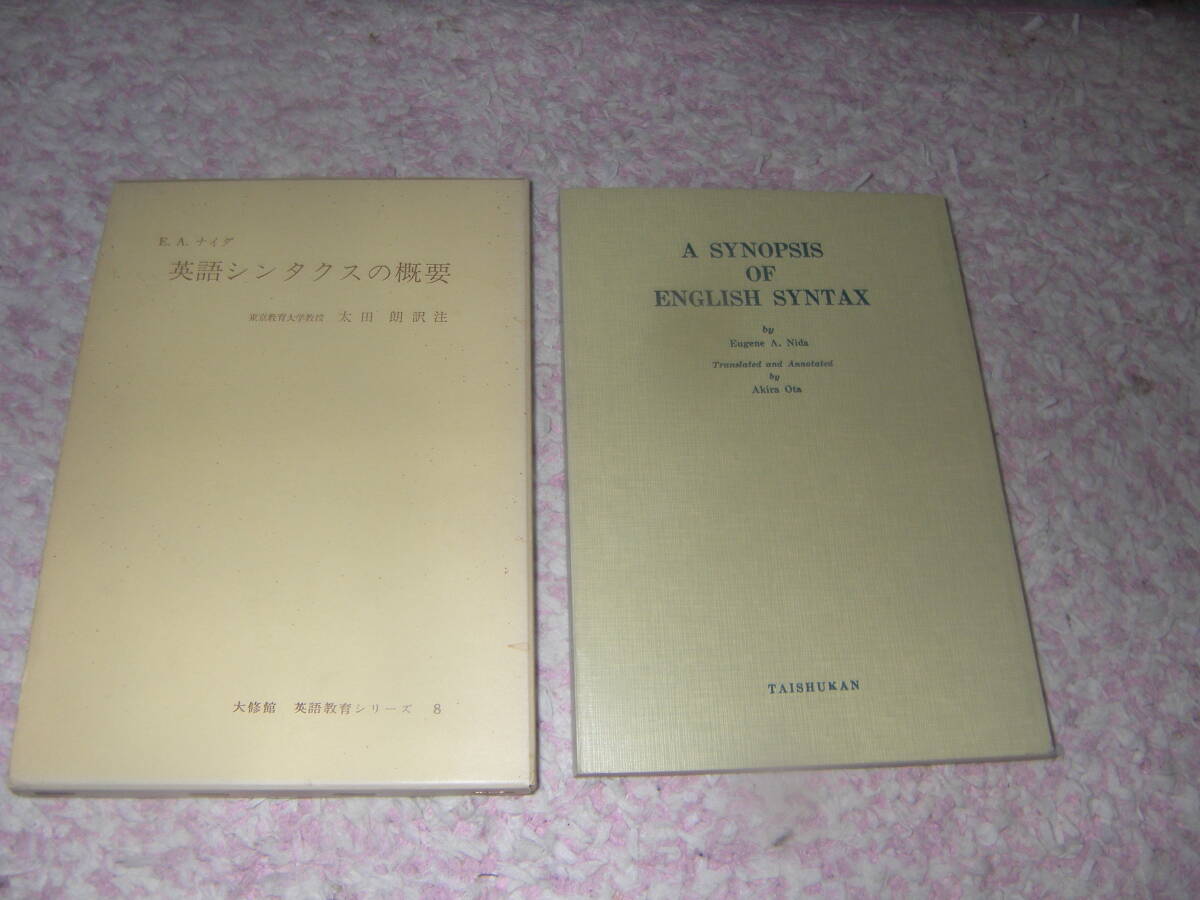 E. A. ナイダ
英語シンタクスの概要
東京教育大学教授 太田 朗 訳注
大修館 英語教育シリーズ 8
A SYNOPSIS
OF
ENGLISH SYNTAX
by
Eugene A. Nida
Translated and Annotated
by
Akira Ota
TAISHUKAN